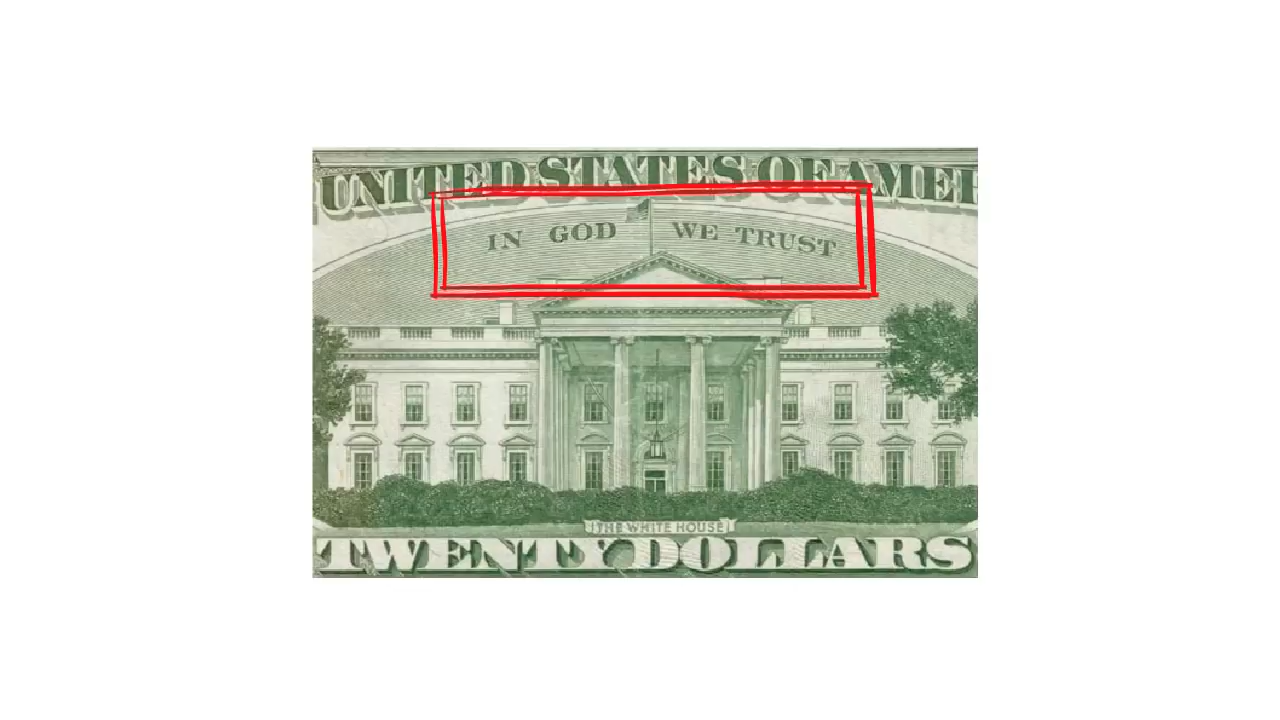 UNITED STATES OF AMER
IN GOD WE TRUST
THE WHITE HOUSE
TWENTY DOLLARS